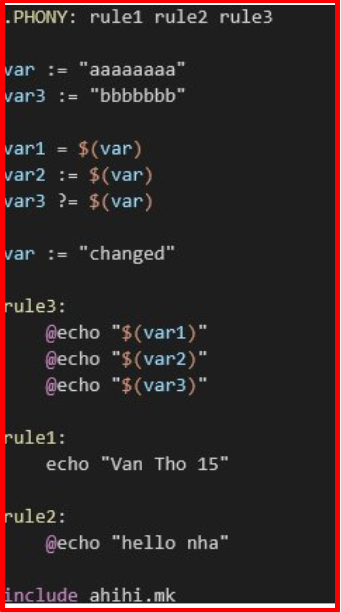 .PHONY: rule1 rule2 rule3
var := "aaaaaaaa"
var3 := "bbbbbbb"
var1 = $(var)
var2 := $(var)
var3 ?= $(var)
var := "changed"
rule3:
    @echo "$(var1)"
    @echo "$(var2)"
    @echo "$(var3)"
rule1:
    echo "Van Tho 15"
rule2:
    @echo "hello nha"
include ahihi.mk